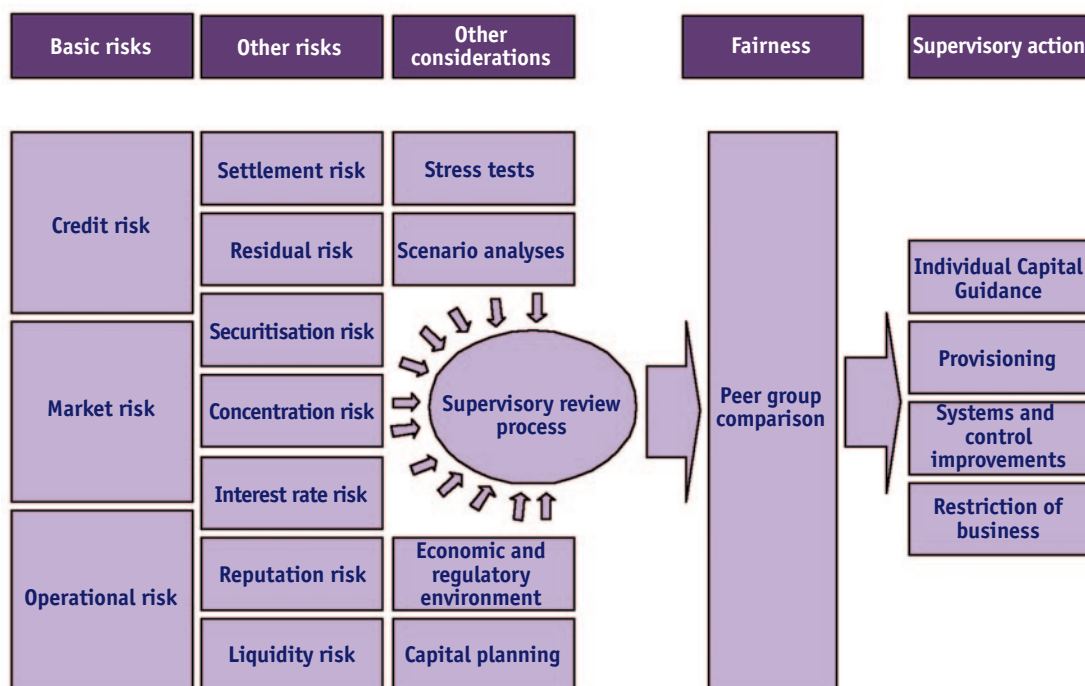 Basic risks
Other risks
Other
considerations
Fairness
Supervisory action
Credit risk
Market risk
Operational risk
Settlement risk
Residual risk
Securitisation risk
Concentration risk
Interest rate risk
Reputation risk
Liquidity risk
Stress tests
Scenario analyses
Supervisory review
process
Economic and
regulatory
environment
Capital planning
Peer group
comparison
Individual Capital
Guidance
Provisioning
Systems and
control
improvements
Restriction of
business